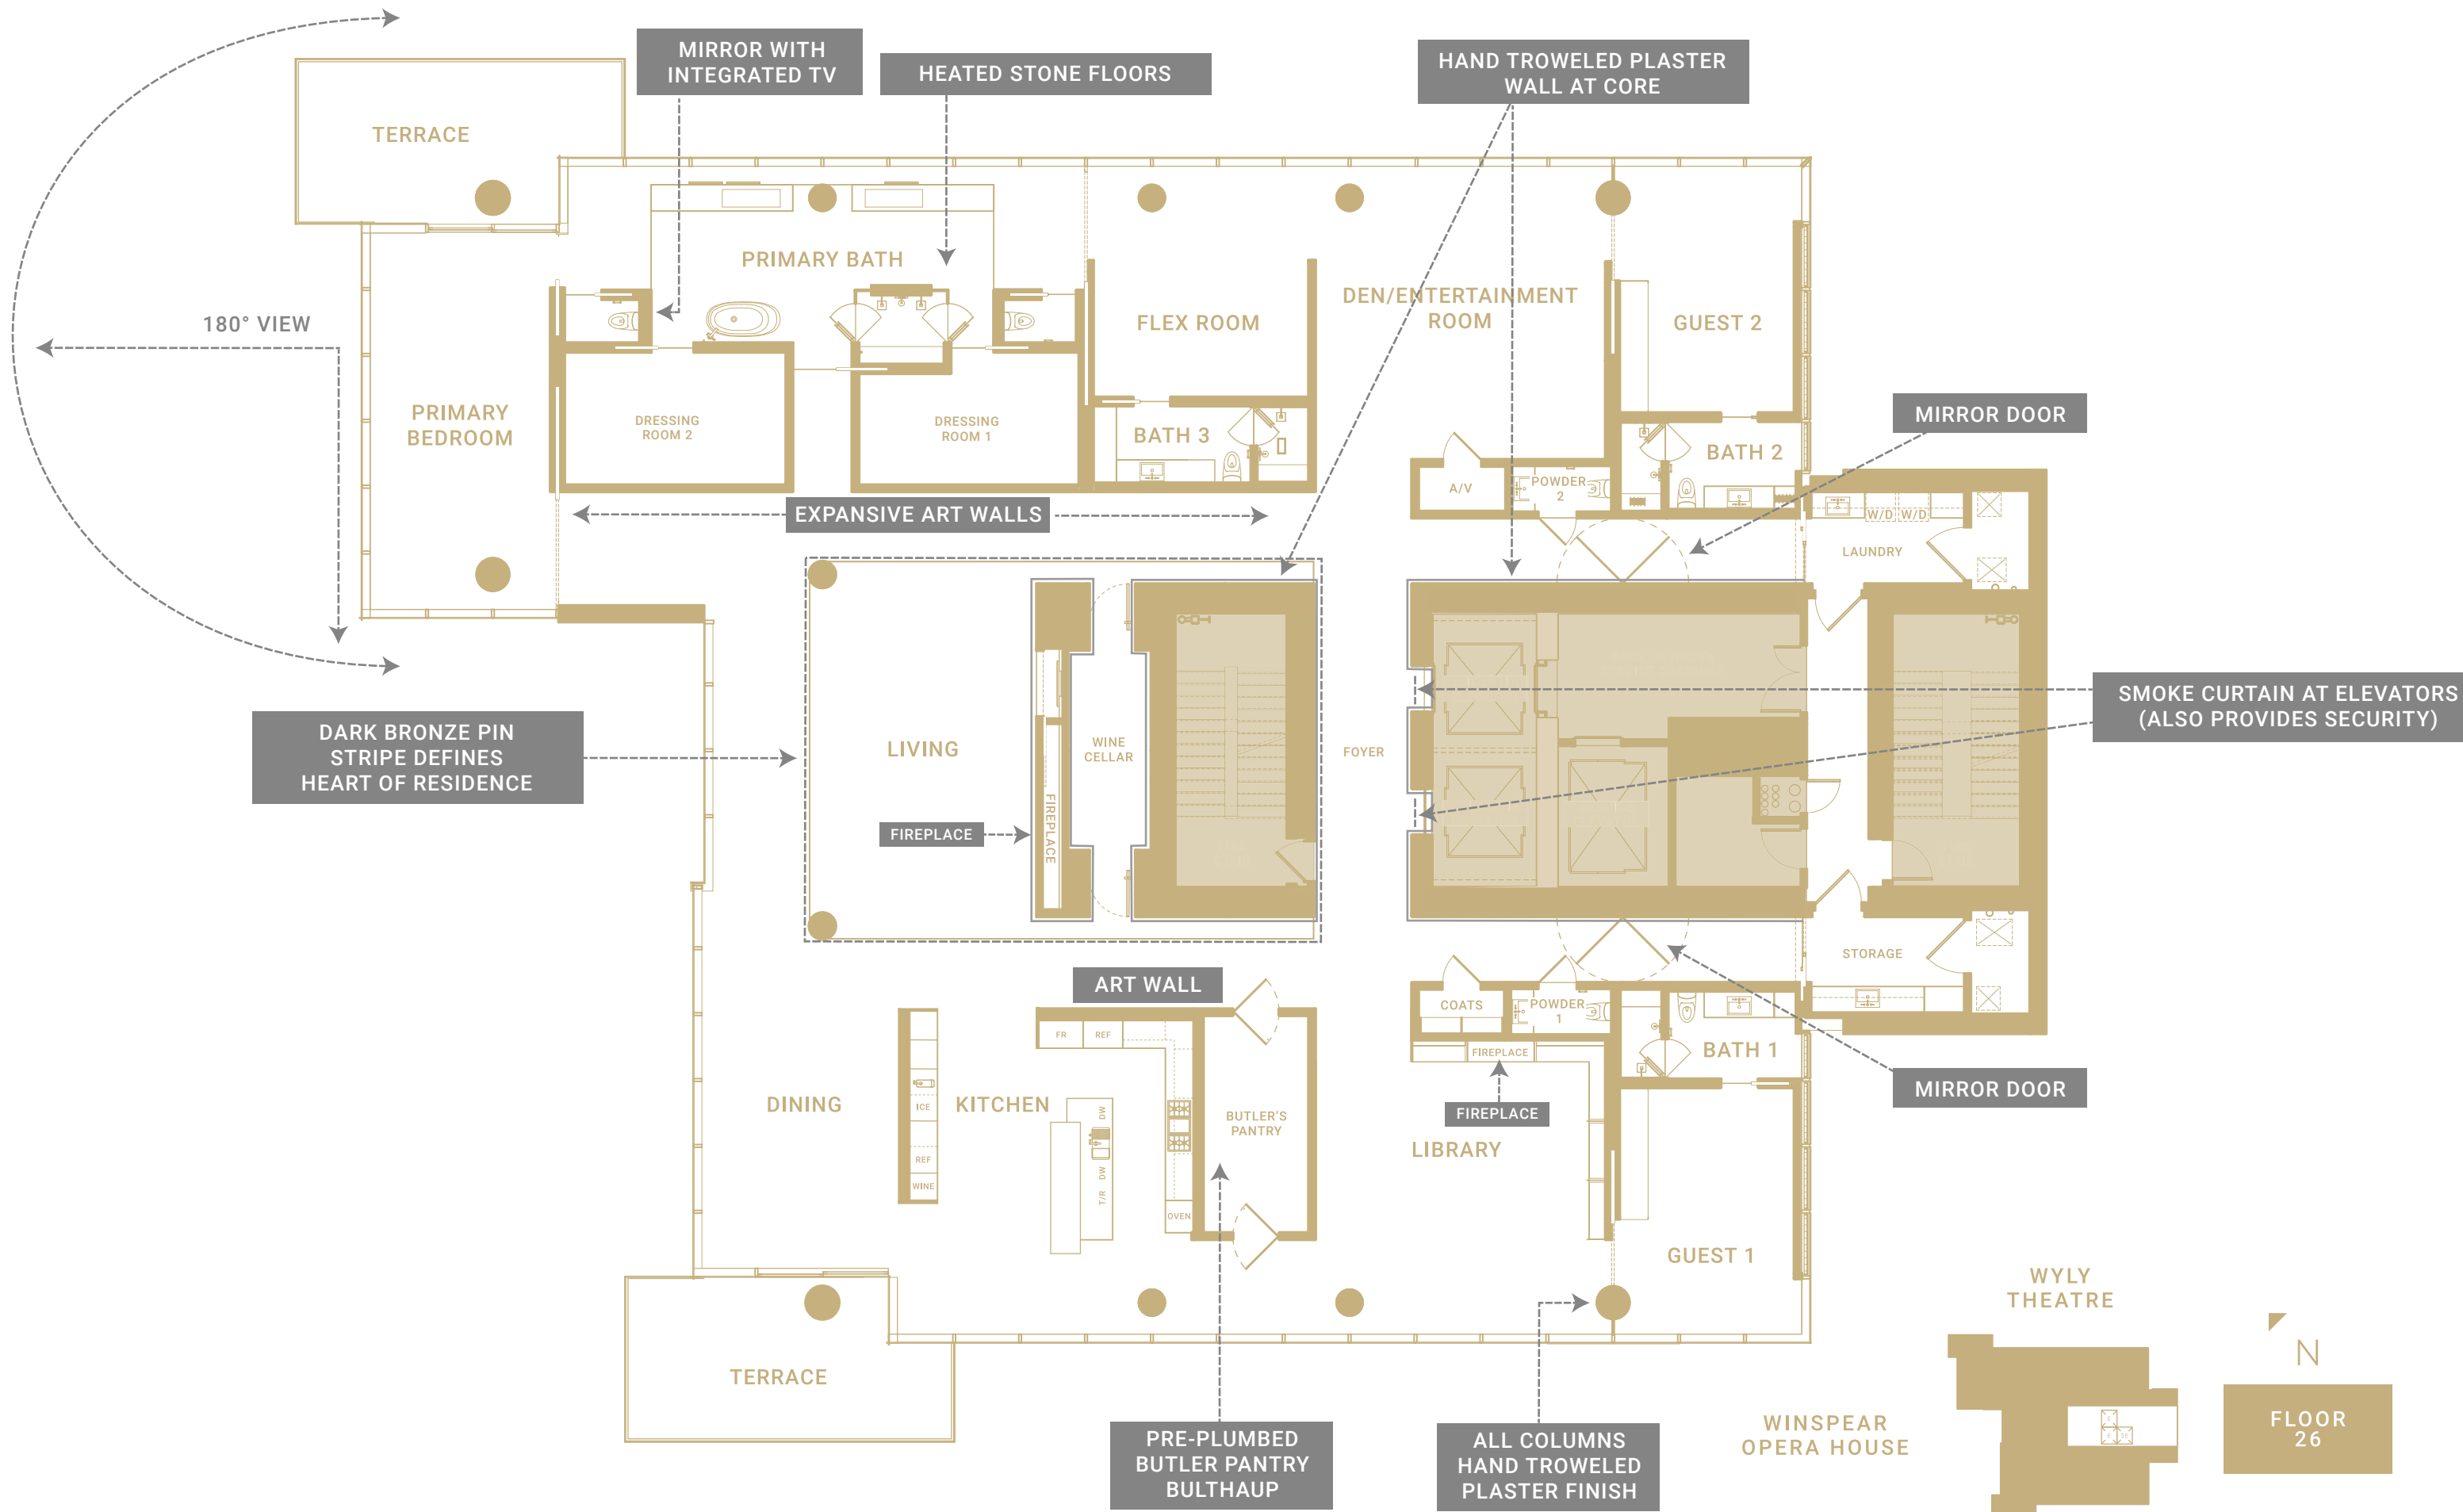 MIRROR WITH
INTEGRATED TV
HEATED STONE FLOORS
HAND TROWELED PLASTER
WALL AT CORE
TERRACE
PRIMARY BATH
180° VIEW
FLEX ROOM
DEN/ENTERTAINMENT
ROOM
GUEST 2
PRIMARY
BEDROOM
DRESSING
ROOM 2
DRESSING
ROOM 1
BATH 3
MIRROR DOOR
BATH 2
A/V
POWDER
2
EXPANSIVE ART WALLS
W/D
W/D
LAUNDRY
SMOKE CURTAIN AT ELEVATORS
(ALSO PROVIDES SECURITY)
DARK BRONZE PIN
STRIPE DEFINES
HEART OF RESIDENCE
LIVING
WINE
CELLAR
FOYER
FIREPLACE
FIREPLACE
ART WALL
STORAGE
COATS
POWDER
1
FR
REF
FIREPLACE
BATH 1
MIRROR DOOR
DINING
ICE
KITCHEN
DW
BUTLER'S
PANTRY
FIREPLACE
LIBRARY
REF
WINE
DW
T/R
OVEN
GUEST 1
WYLY
THEATRE
N
TERRACE
PRE-PLUMBED
BUTLER PANTRY
BULTHAUP
ALL COLUMNS
HAND TROWELED
PLASTER FINISH
WINSPEAR
OPERA HOUSE
FLOOR
26